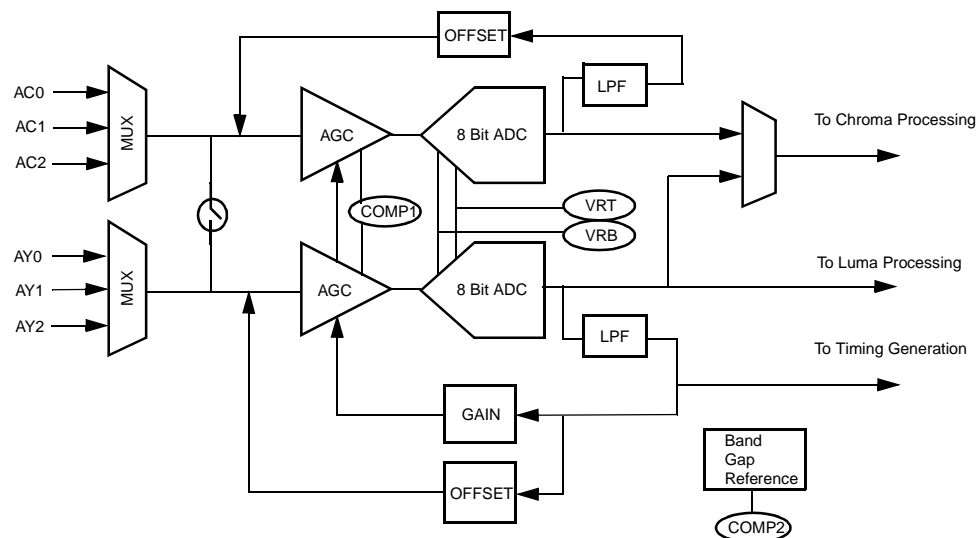 OFFSET
LPF
AC0
AC1
AC2
MUX
AGC
8 Bit ADC
To Chroma Processing
COMP1
VRT
VRB
AY0
AY1
AY2
MUX
AGC
8 Bit ADC
To Luma Processing
LPF
To Timing Generation
GAIN
OFFSET
Band
Gap
Reference
COMP2